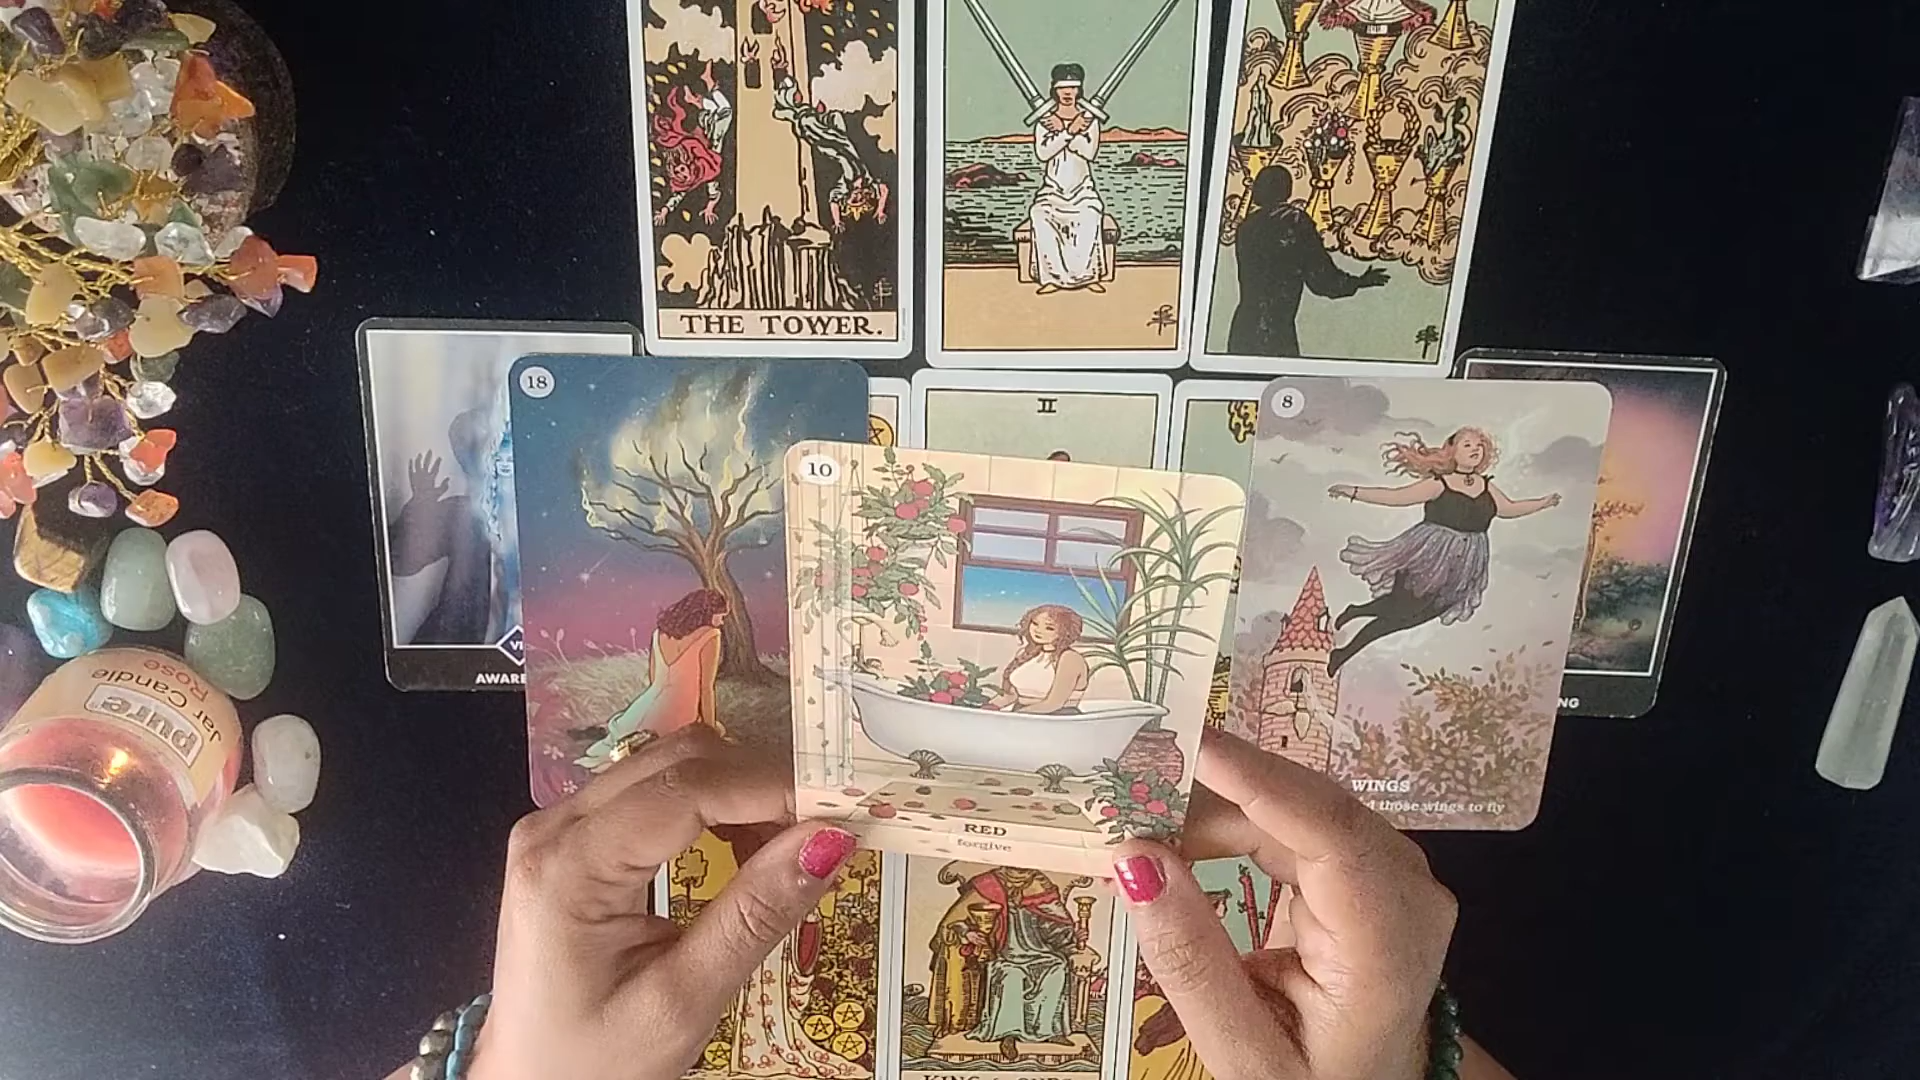 THE TOWER.
II
18
8
10
AWARE
NG
WINGS
those wings to fly
RED
forgive
pure
Jar Candle
Rose